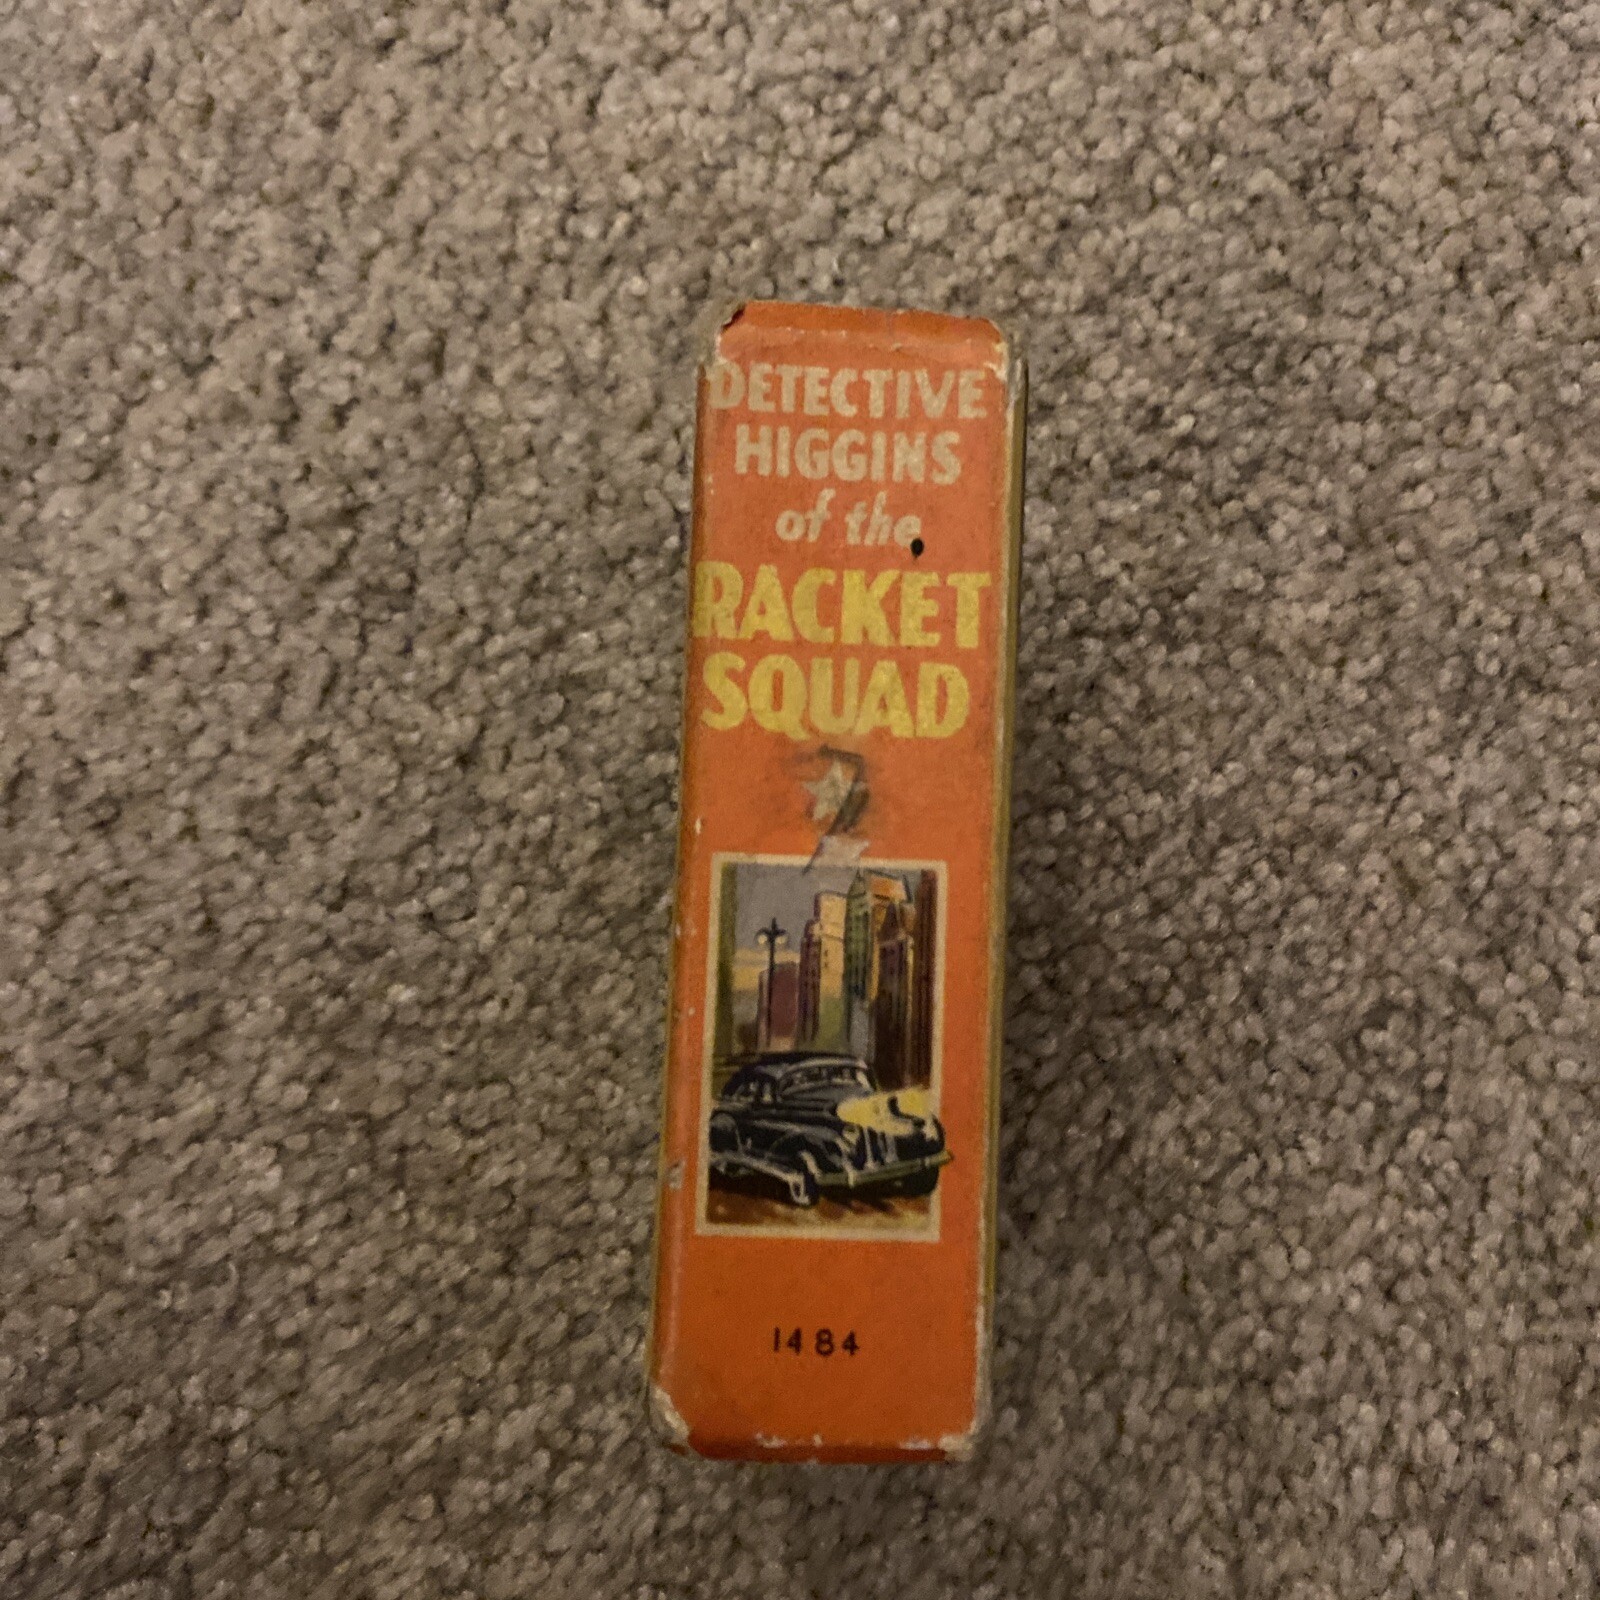 DETECTIVE
HIGGINS
of the
RACKET
SQUAD
1484